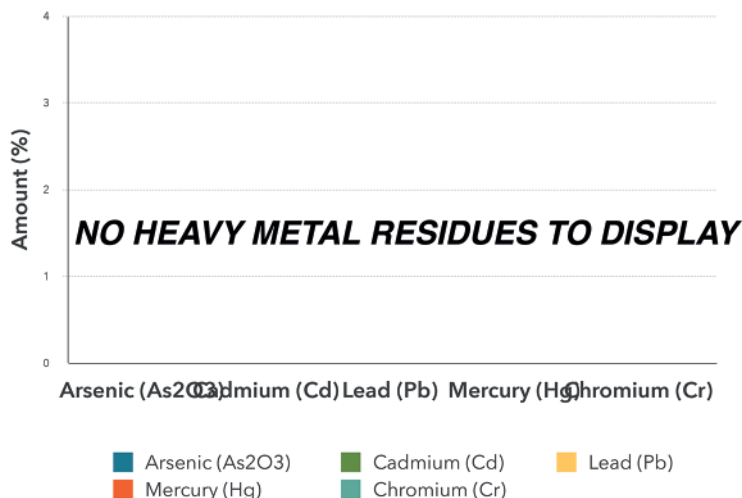 4
3
2
1
0
Amount (%)
NO HEAVY METAL RESIDUES TO DISPLAY
Arsenic (As2O3) Cadmium (Cd) Lead (Pb) Mercury (Hg) Chromium (Cr)
Arsenic (As2O3) Cadmium (Cd) Lead (Pb)
Mercury (Hg) Chromium (Cr)